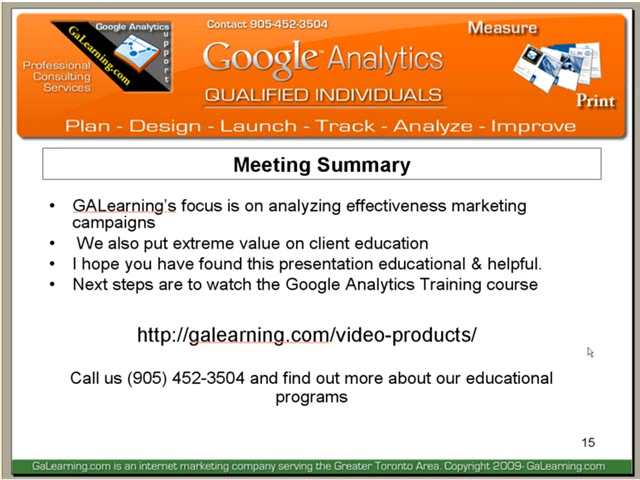 Google Analytics
Support
GaLearning.com
Professional
Consulting
Services
Contact 905-452-3504
Google™ Analytics
QUALIFIED INDIVIDUALS
Measure
Print
Plan - Design - Launch - Track - Analyze - Improve
Meeting Summary
• GALearning's focus is on analyzing effectiveness marketing
campaigns
• We also put extreme value on client education
• I hope you have found this presentation educational & helpful.
• Next steps are to watch the Google Analytics Training course
http://galearning.com/video-products/
Call us (905) 452-3504 and find out more about our educational
programs
15
GaLearning.com is an internet marketing company serving the Greater Toronto Area. Copyright 2009- GaLearning.com